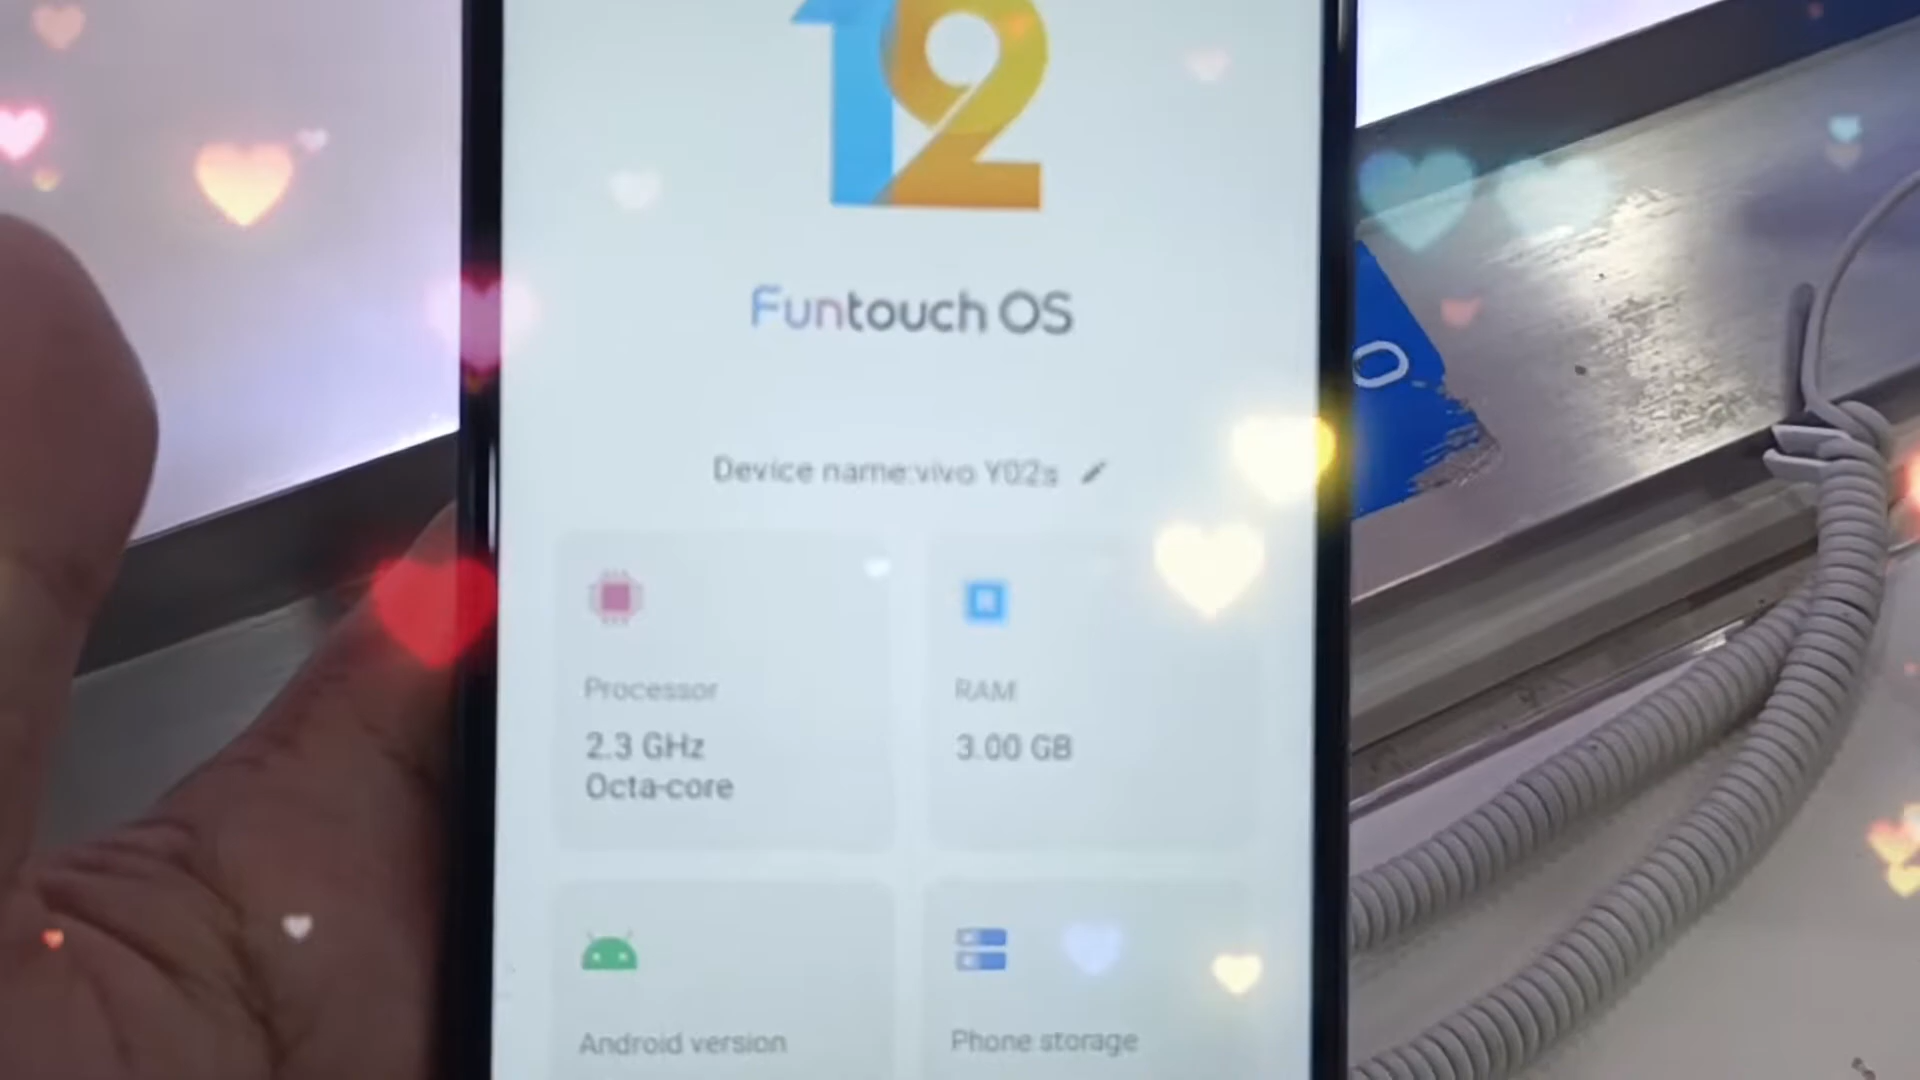 12
Funtouch OS
Device name:vivo Y02s
Processor
2.3 GHz
Octa-core
RAM
3.00 GB
Android version
Phone storage
O